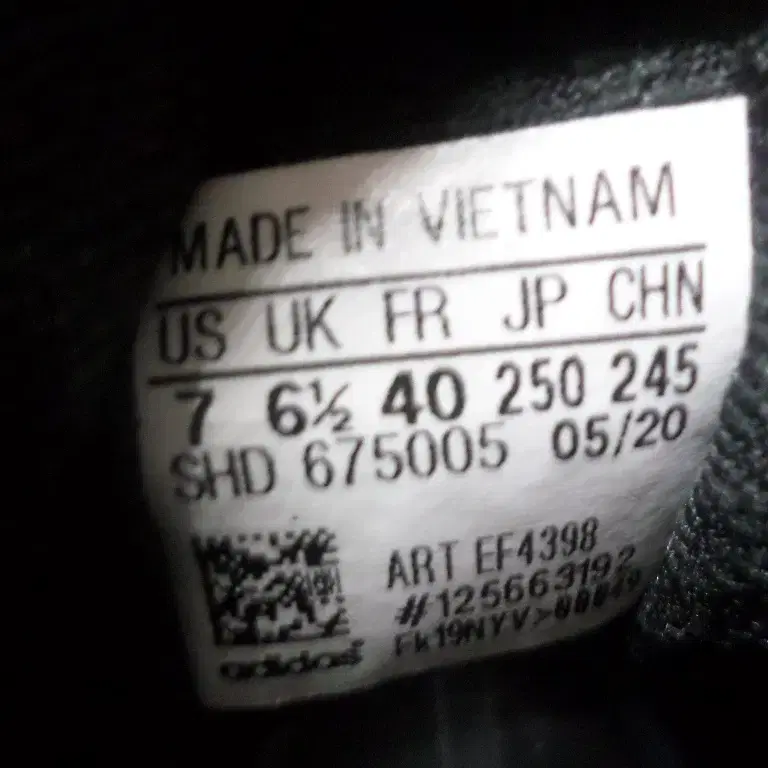 MADE IN VIETNAM
US UK FR JP CHN
7 6½ 40 250 245
SHD 675005 05/20
ART EF4398
#125663192
adidas